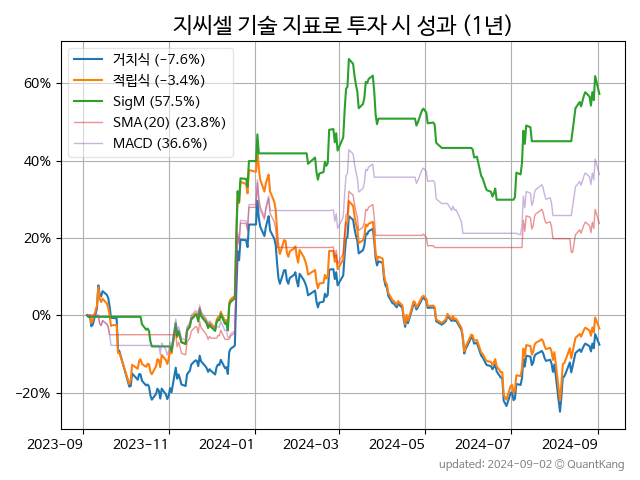 지씨셀 기술 지표로 투자 시 성과 (1년)
거치식 (−7.6%)
적립식 (−3.4%)
SigM (57.5%)
SMA(20) (23.8%)
MACD (36.6%)
60%
40%
20%
0%
−20%
2023-09 2023-11 2024-01 2024-03 2024-05 2024-07 2024-09
updated: 2024-09-02 © QuantKang